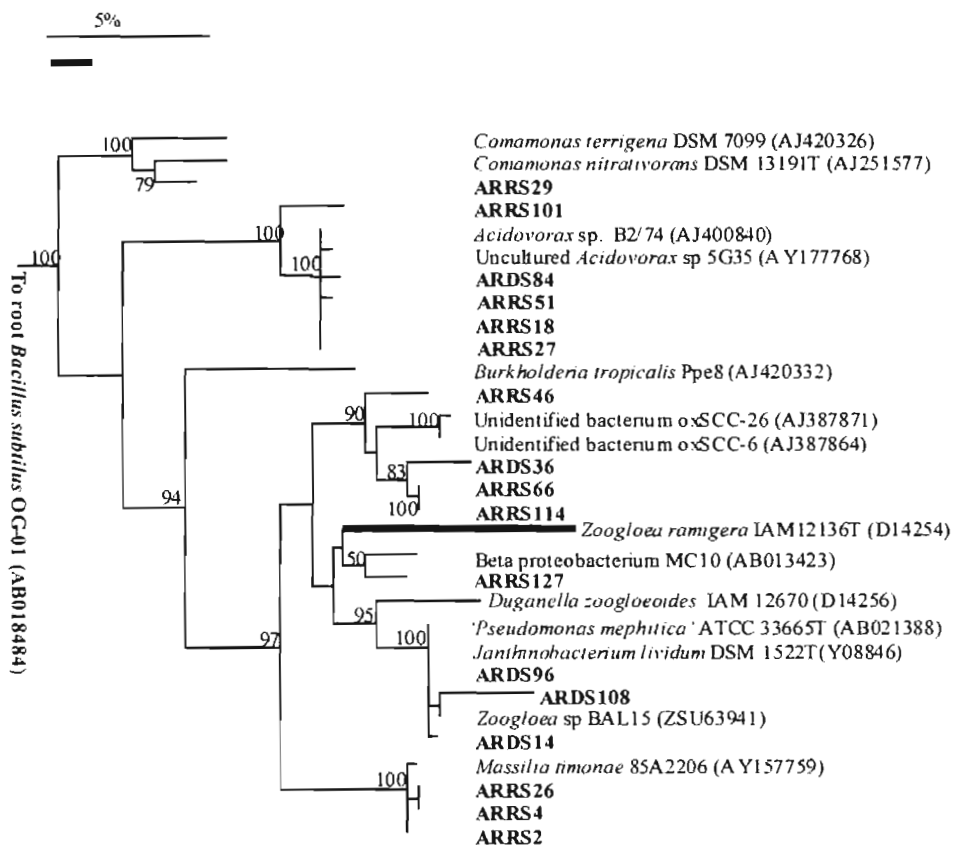 5%
100
Comamonas terrigena DSM 7099 (AJ420326)
Comamonas nitrativorans DSM 13191T (AJ251577)
79
ARRS29
ARRS101
100
Acidovorax sp. B2/74 (AJ400840)
100
Uncultured Acidovorax sp 5G35 (AY177768)
100
ARDS84
ARRS51
ARRS18
ARRS27
To root Bacillus subtilus OG-01 (AB018484)
Burkholderia tropicalis Ppe8 (AJ420332)
ARRS46
90
100
Unidentified bacterium oxSCC-26 (AJ387871)
Unidentified bacterium oxSCC-6 (AJ387864)
83
ARDS36
94
ARRS66
100
ARRS114
Zoogloea ramigera IAM12136T (D14254)
50
Beta proteobacterium MC10 (AB013423)
ARRS127
Duganella zoogloeoides IAM 12670 (D14256)
95
100
'Pseudomonas mephitica' ATCC 33665T (AB021388)
97
Janthinobacterium lividum DSM 1522T(Y08846)
ARDS96
ARDS108
Zoogloea sp BAL15 (ZSU63941)
ARDS14
Massilia timonae 85A2206 (AY157759)
100
ARRS26
ARRS4
ARRS2